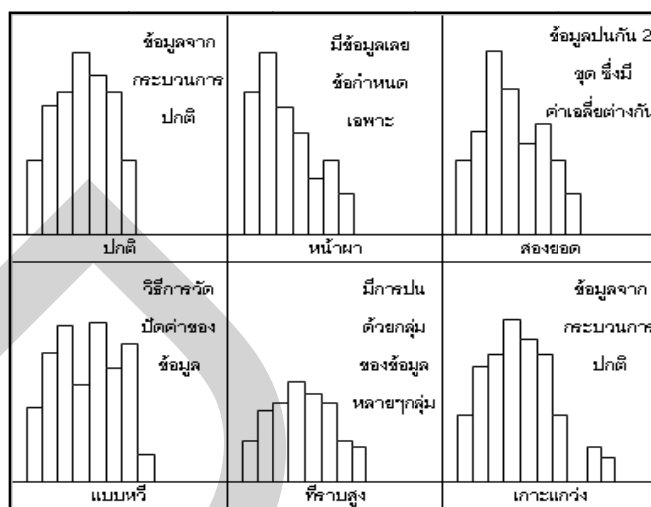 ข้อมูลจาก
กระบวนการ
ปกติ
ปกติ
มีข้อมูลเลย
ข้อกำหนด
เฉพาะ
หน้าผา
ข้อมูลปนกัน 2
ชุด ซึ่งมี
ค่าเฉลี่ยต่างกัน
สองยอด
วิธีการวัด
ปัดค่าของ
ข้อมูล
แบบหวี
มีการปน
ด้วยกลุ่ม
ของข้อมูล
หลายๆกลุ่ม
ที่ราบสูง
ข้อมูลจาก
กระบวนการ
ปกติ
เกาะแกว่ง